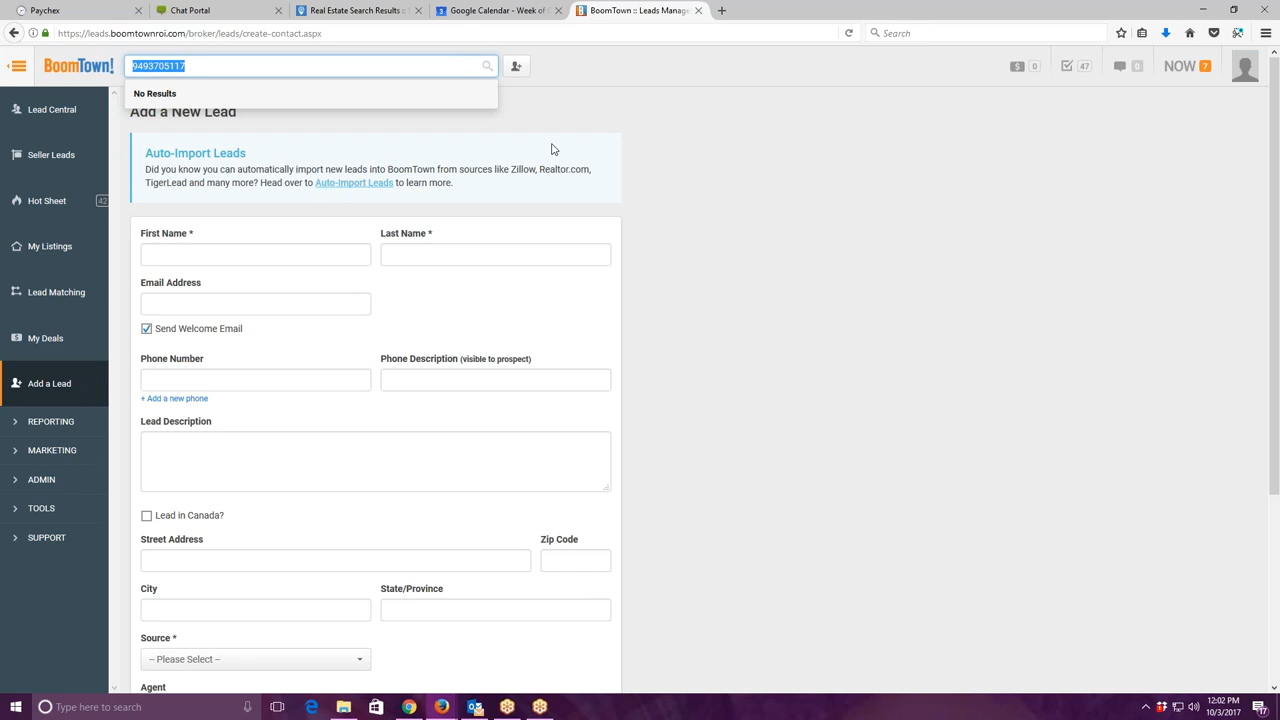 Paychex
Chat Portal
Real Estate Search Results ::
Google Calendar - Week of
BoomTown :: Leads Manage
https://leads.boomtownroi.com/broker/leads/create-contact.aspx
Search
BoomTown!
9493705117
0
47
0
NOW 7
No Results
Lead Central
Seller Leads
Hot Sheet 42
My Listings
Lead Matching
My Deals
Add a Lead
REPORTING
MARKETING
ADMIN
TOOLS
SUPPORT
Add a New Lead
Auto-Import Leads
Did you know you can automatically import new leads into BoomTown from sources like Zillow, Realtor.com,
TigerLead and many more? Head over to Auto-Import Leads to learn more.
First Name *
Last Name *
Email Address
Send Welcome Email
Phone Number
Phone Description (visible to prospect)
+ Add a new phone
Lead Description
Lead in Canada?
Street Address
Zip Code
City
State/Province
Source *
-- Please Select --
Agent
Type here to search
12:02 PM
10/3/2017
17